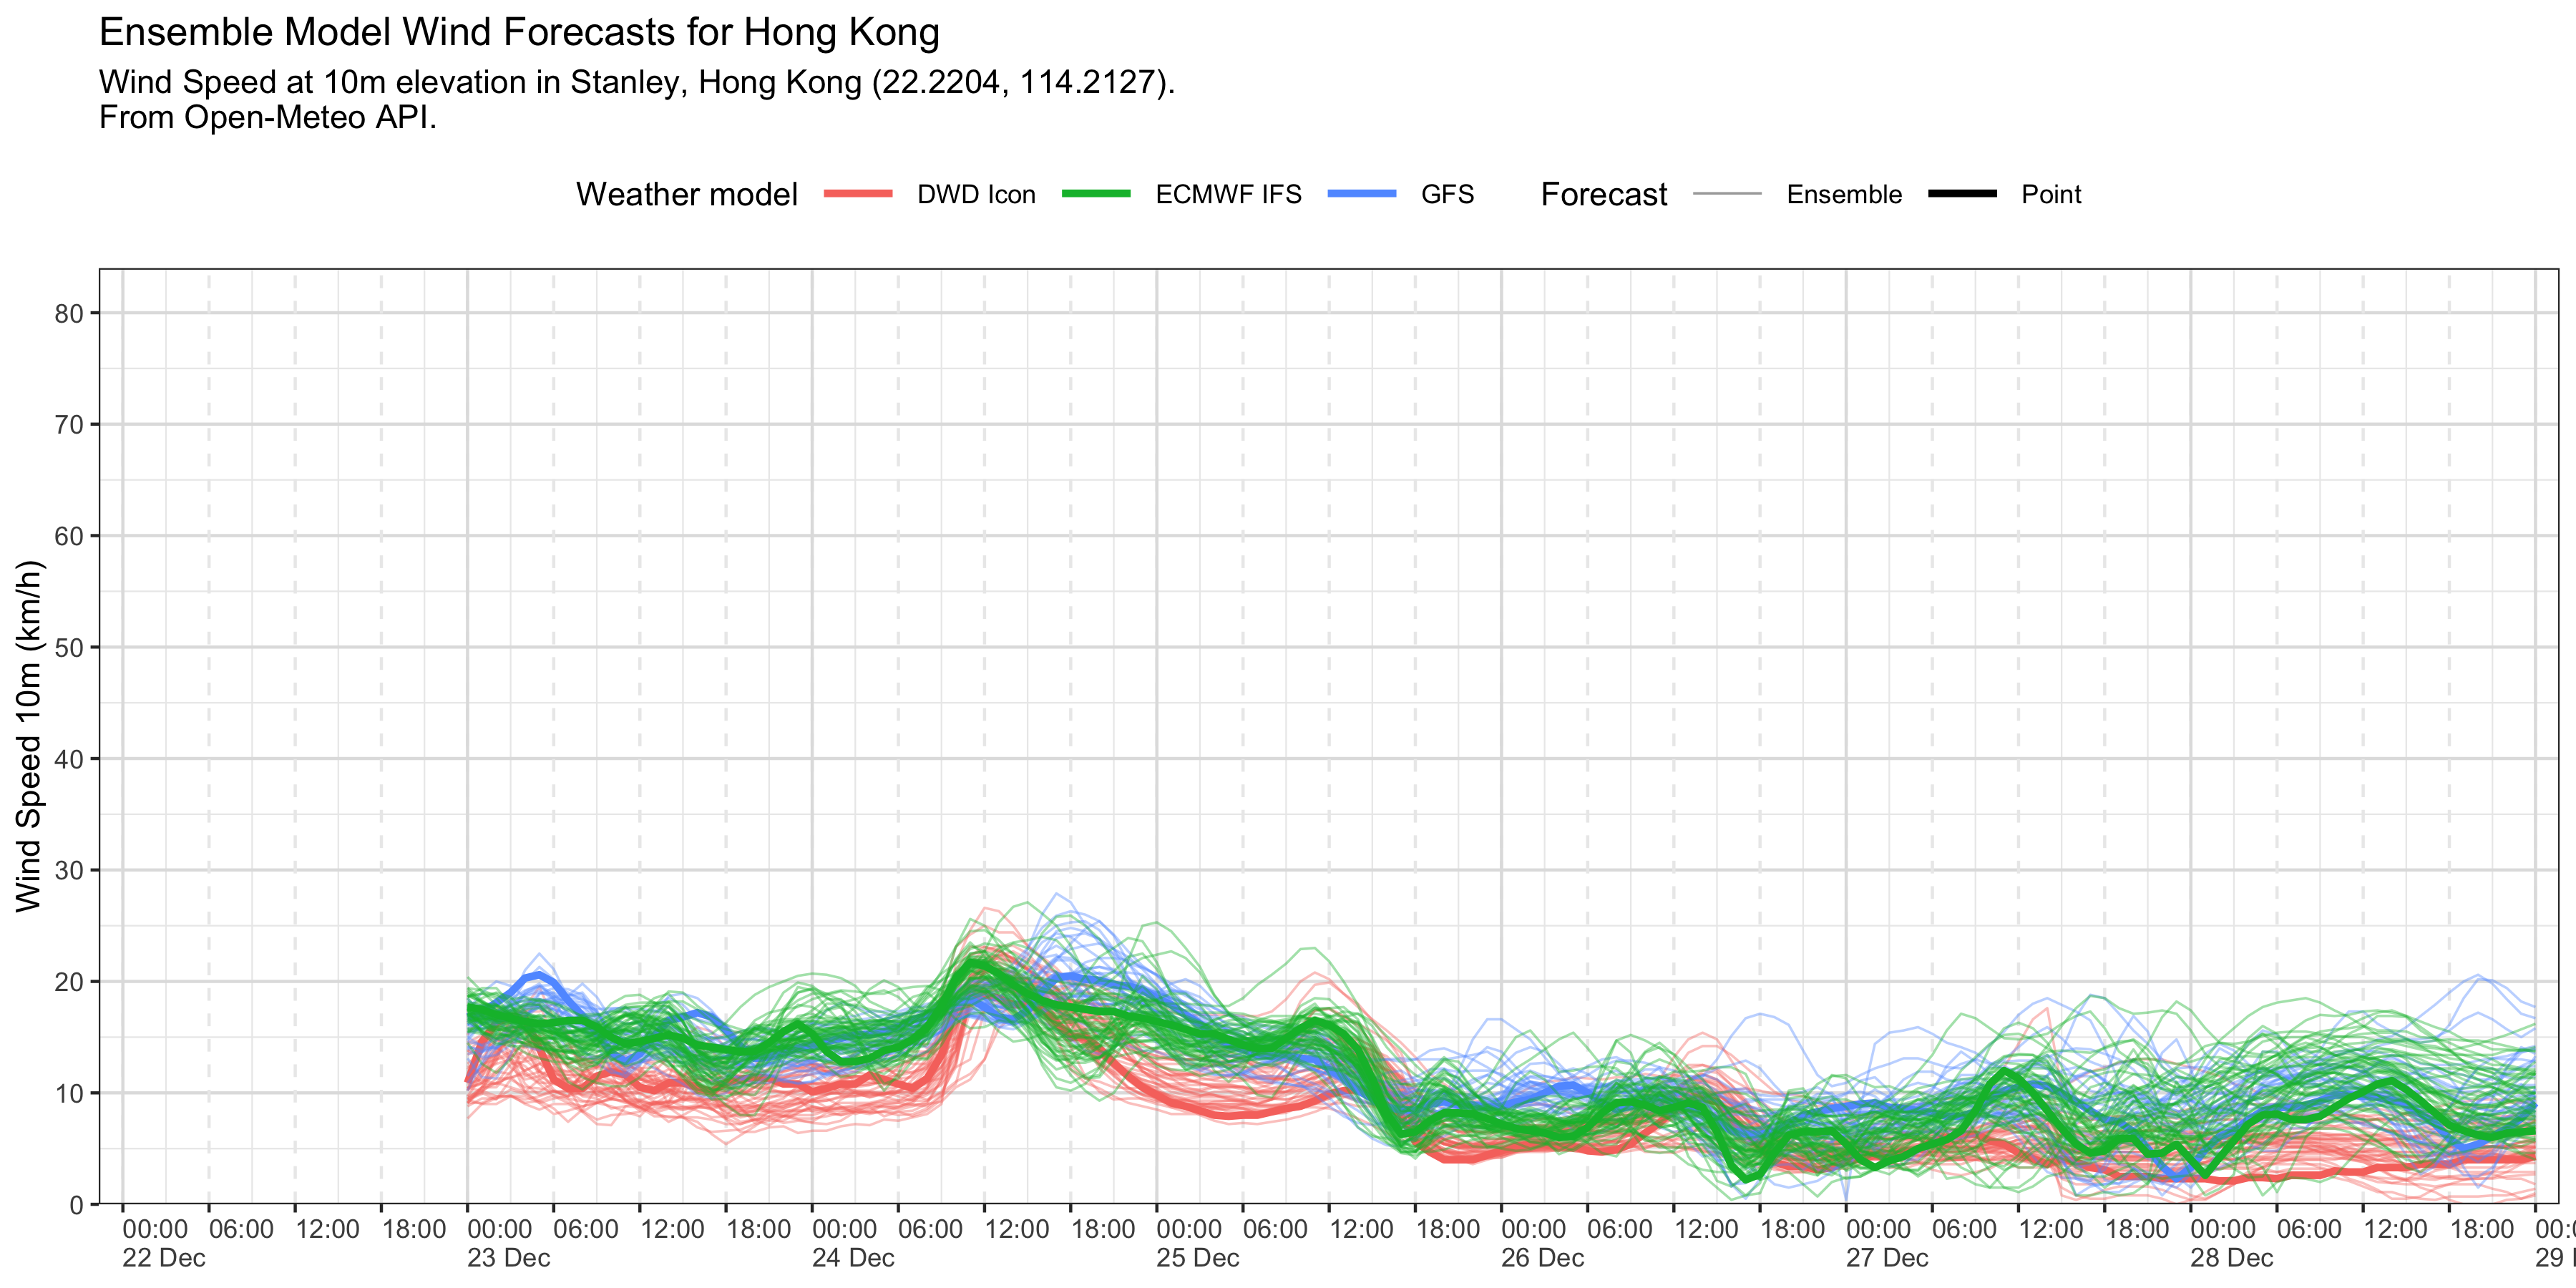 Ensemble Model Wind Forecasts for Hong Kong
Wind Speed at 10m elevation in Stanley, Hong Kong (22.2204, 114.2127).
From Open-Meteo API.
Weather model DWD Icon ECMWF IFS GFS Forecast Ensemble Point
80
70
60
50
40
30
20
10
0
Wind Speed 10m (km/h)
00:00 06:00 12:00 18:00 00:00 06:00 12:00 18:00 00:00 06:00 12:00 18:00 00:00 06:00 12:00 18:00 00:00 06:00 12:00 18:00 00:00 06:00 12:00 18:00 00:00 06:00 12:00 18:00
22 Dec 23 Dec 24 Dec 25 Dec 26 Dec 27 Dec 28 Dec 29